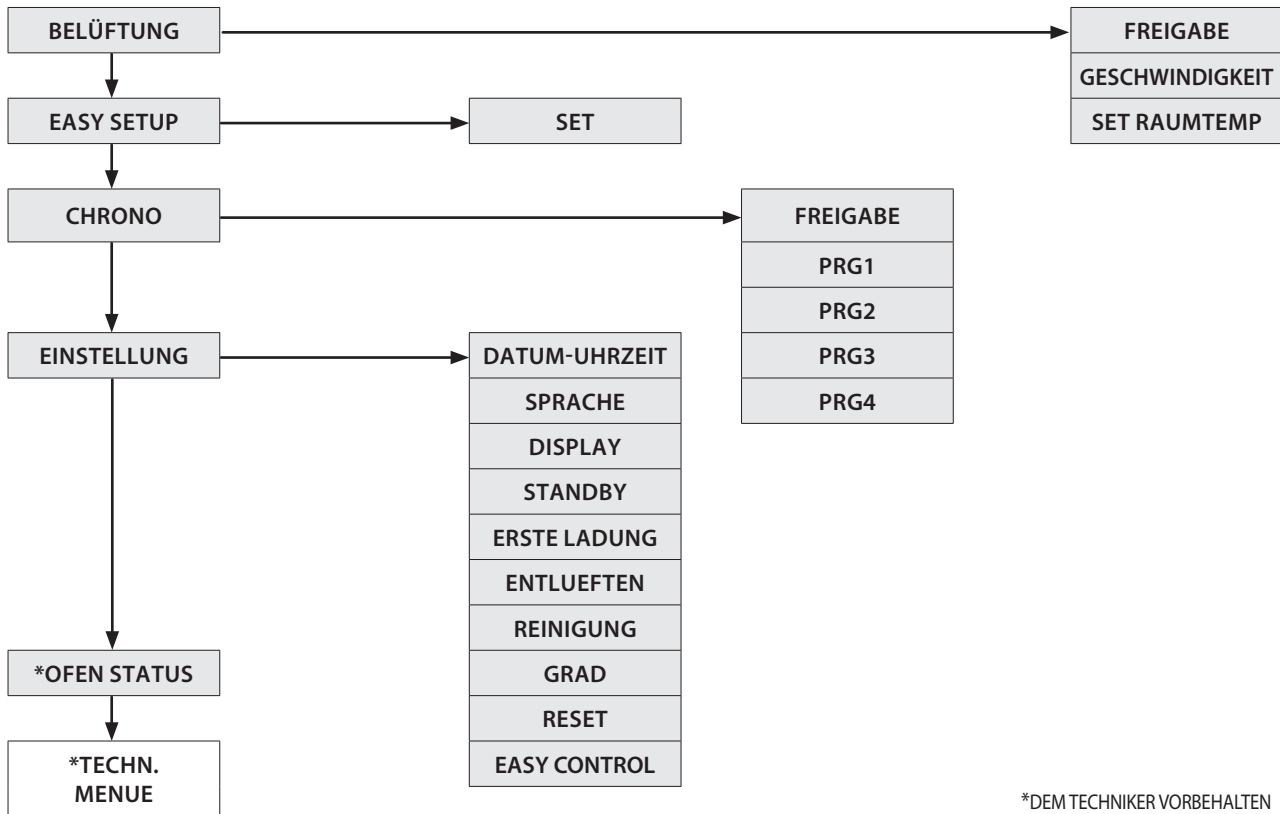 BELÜFTUNG
FREIGABE
GESCHWINDIGKEIT
SET RAUMTEMP
EASY SETUP
SET
CHRONO
FREIGABE
PRG1
PRG2
PRG3
PRG4
EINSTELLUNG
DATUM-UHRZEIT
SPRACHE
DISPLAY
STANDBY
ERSTE LADUNG
ENTLUEFTEN
REINIGUNG
GRAD
RESET
EASY CONTROL
*OFEN STATUS
*TECHN.
MENUE
*DEM TECHNIKER VORBEHALTEN